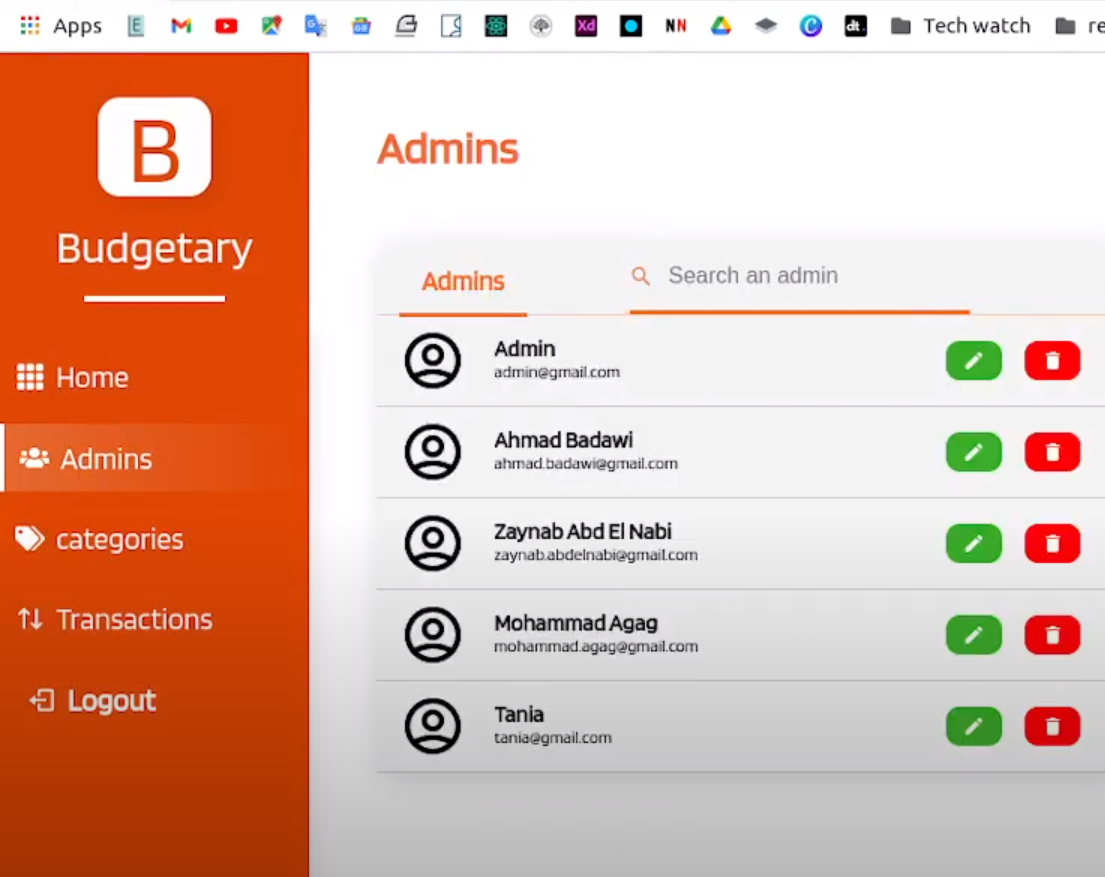 Apps
Xd
NN
dt.
Tech watch
re
B
Budgetary
Home
Admins
categories
Transactions
Logout
Admins
Admins
Search an admin
Admin
admin@gmail.com
Ahmad Badawi
ahmad.badawi@gmail.com
Zaynab Abd El Nabi
zaynab.abdelnabi@gmail.com
Mohammad Agag
mohammad.agag@gmail.com
Tania
tania@gmail.com